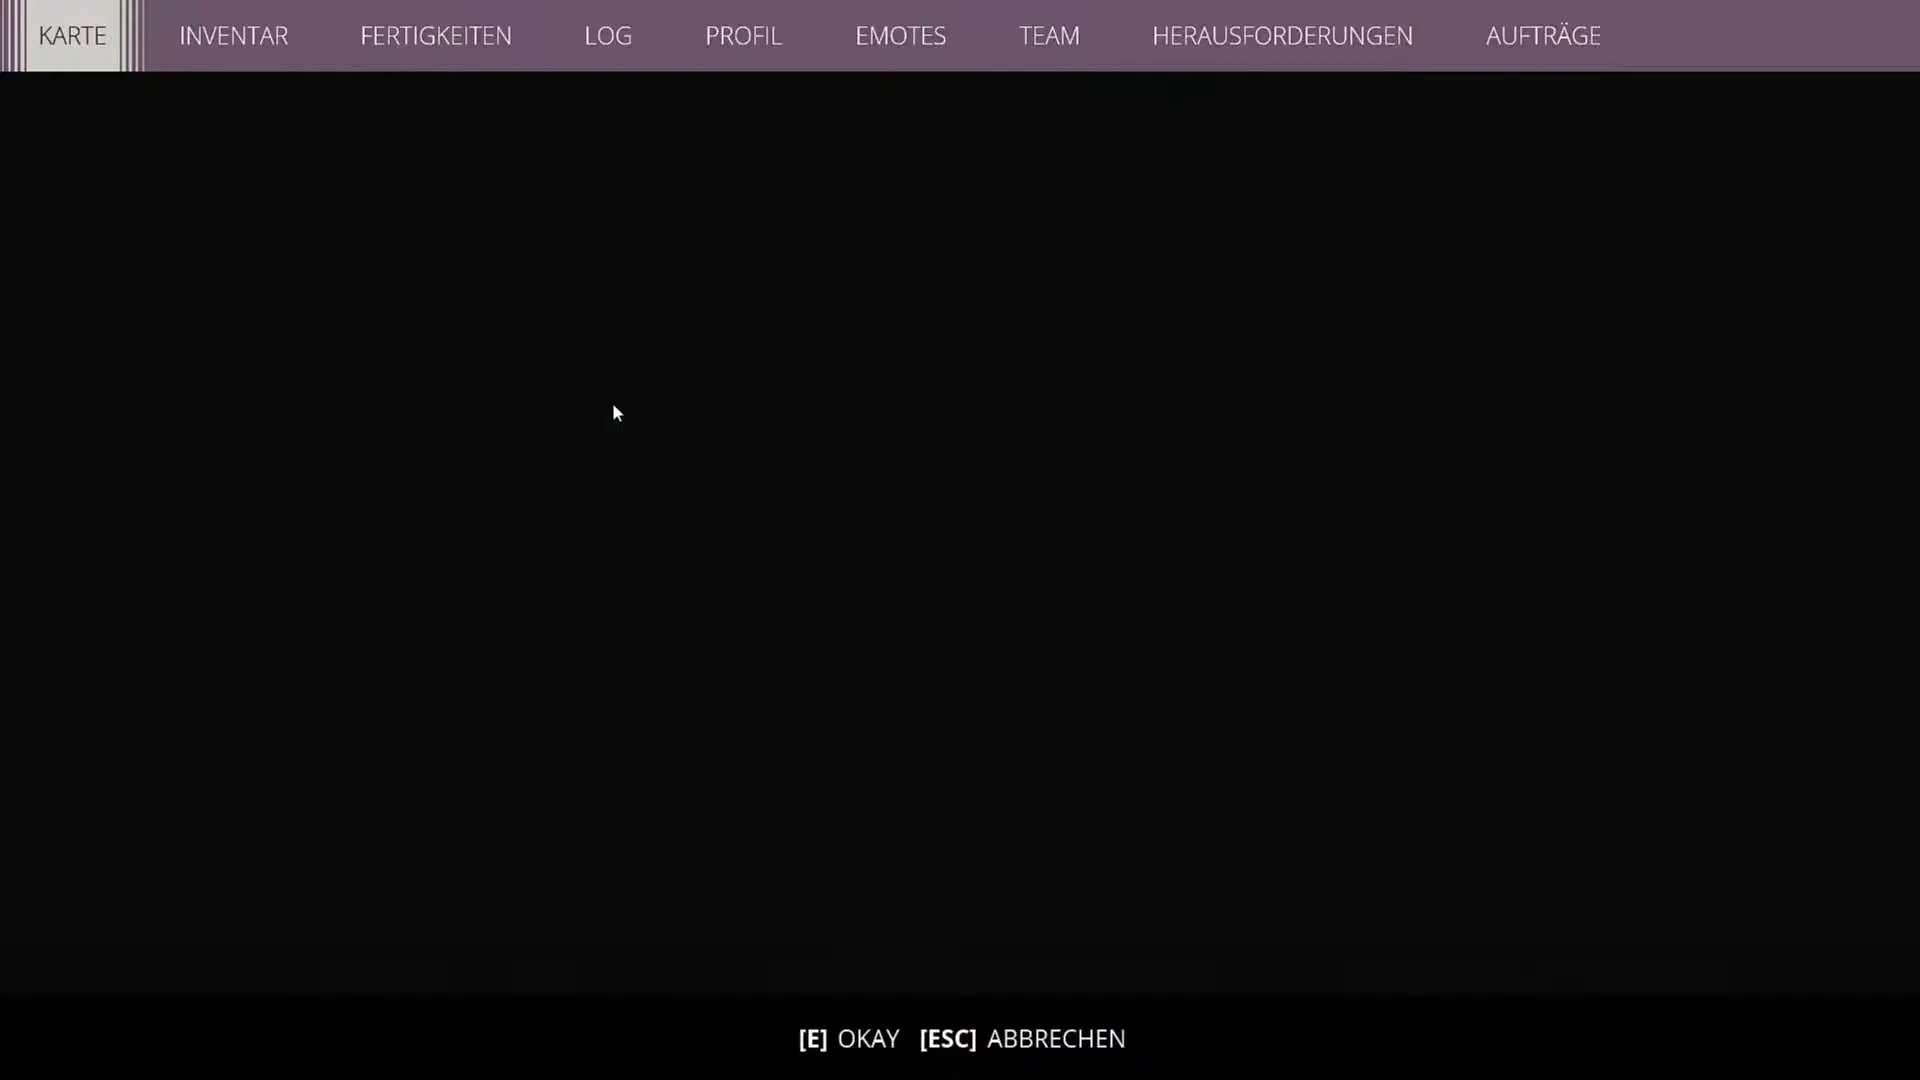 KARTE INVENTAR FERTIGKEITEN LOG PROFIL EMOTES TEAM HERAUSFORDERUNGEN AUFTRÄGE
[E] OKAY [ESC] ABBRECHEN